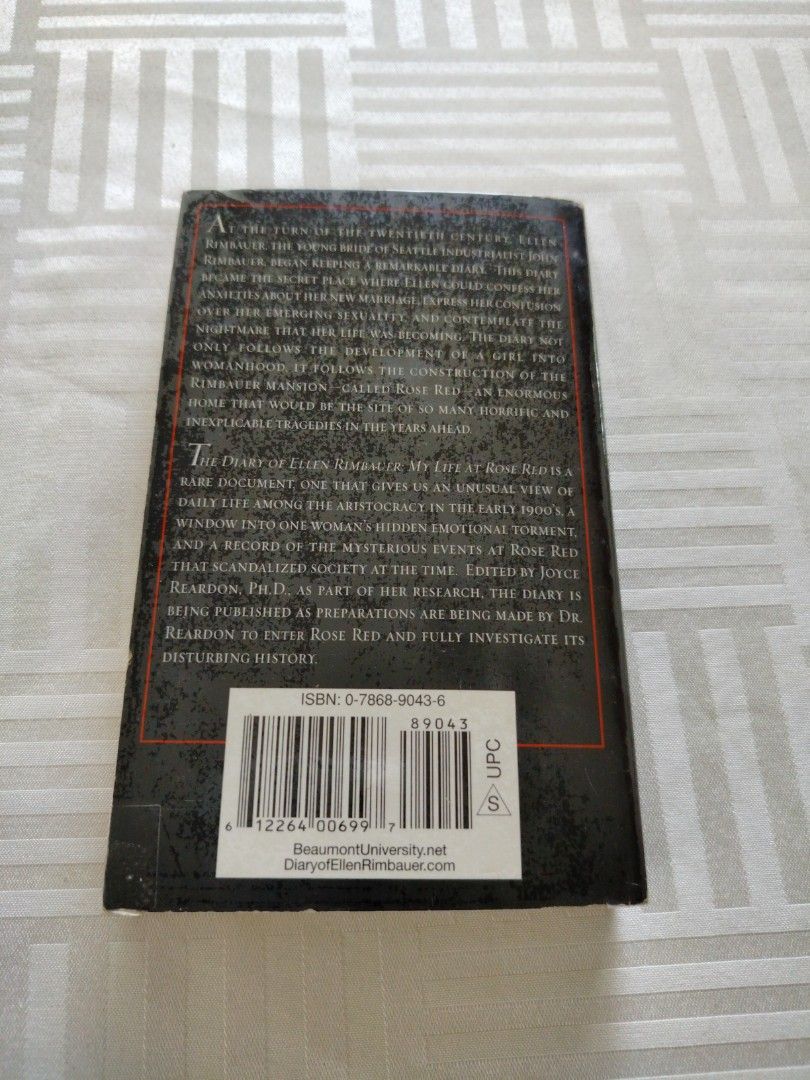 AT THE TURN OF THE TWENTIETH CENTURY, ELLEN
RIMBAUER, THE YOUNG BRIDE OF SEATTLE INDUSTRIALIST JOHN
RIMBAUER, BEGAN KEEPING A REMARKABLE DIARY. THIS DIARY
BECAME THE SECRET PLACE WHERE ELLEN COULD CONFESS HER
ANXIETIES ABOUT HER NEW MARRIAGE, EXPRESS HER CONFUSION
OVER HER EMERGING SEXUALITY, AND CONTEMPLATE THE
NIGHTMARE THAT HER LIFE WAS BECOMING. THE DIARY NOT
ONLY FOLLOWS THE DEVELOPMENT OF A GIRL INTO
WOMANHOOD, IT FOLLOWS THE CONSTRUCTION OF THE
RIMBAUER MANSION—CALLED ROSE RED—AN ENORMOUS
HOME THAT WOULD BE THE SITE OF SO MANY HORRIFIC AND
INEXPLICABLE TRAGEDIES IN THE YEARS AHEAD.
THE DIARY OF ELLEN RIMBAUER: MY LIFE AT ROSE RED IS A
RARE DOCUMENT, ONE THAT GIVES US AN UNUSUAL VIEW OF
DAILY LIFE AMONG THE ARISTOCRACY IN THE EARLY 1900'S, A
WINDOW INTO ONE WOMAN'S HIDDEN EMOTIONAL TORMENT,
AND A RECORD OF THE MYSTERIOUS EVENTS AT ROSE RED
THAT SCANDALIZED SOCIETY AT THE TIME. EDITED BY JOYCE
REARDON, PH.D., AS PART OF HER RESEARCH, THE DIARY IS
BEING PUBLISHED AS PREPARATIONS ARE BEING MADE BY DR.
REARDON TO ENTER ROSE RED AND FULLY INVESTIGATE ITS
DISTURBING HISTORY.
ISBN: 0-7868-9043-6
89043
6 12264 00699 7
S UPC
BeaumontUniversity.net
DiaryofEllenRimbauer.com